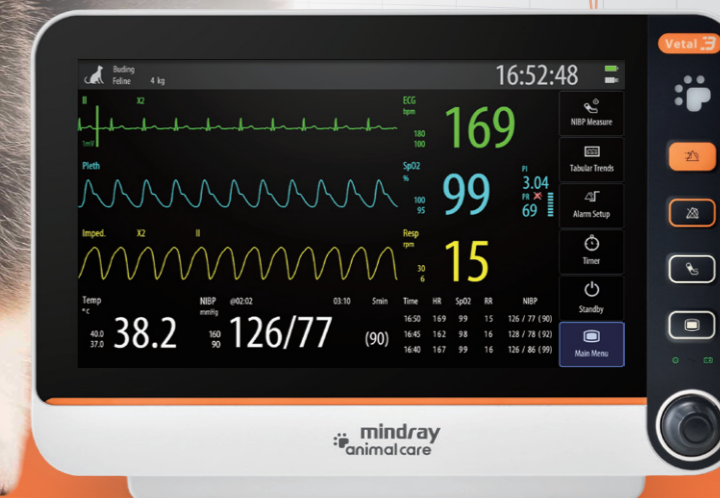 Vetal 3
Buding
Feline 4 kg
16:52:48
II X2
1mV
ECG
bpm
180
100
169
NIBP Measure
Pleth
SpO2
%
100
95
99
PI
3.04
PR
69
Tabular Trends
Alarm Setup
Imped. X2 II
Resp
rpm
30
6
15
Timer
Standby
Temp
°C
40.0
37.0
38.2
NIBP @02:02 03:10 5min
mmHg
160
90
126/77 (90)
Time HR SpO2 RR NIBP
16:50 169 99 15 126 / 77 (90)
16:45 162 98 16 128 / 78 (92)
16:40 167 99 16 126 / 86 (99)
Main Menu
mindray
animal care